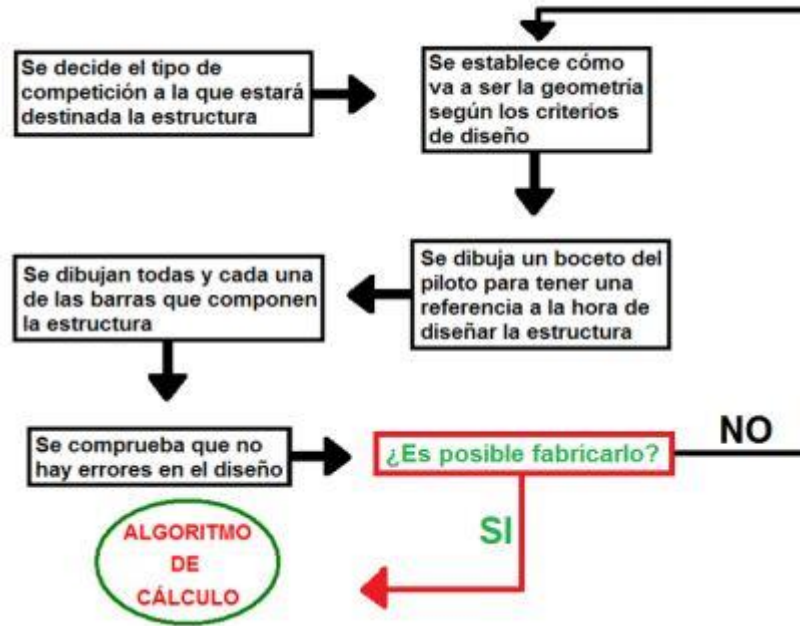 Se decide el tipo de
competición a la que estará
destinada la estructura
Se establece cómo
va a ser la geometría
según los criterios
de diseño
Se dibuja un boceto del
piloto para tener una
referencia a la hora de
diseñar la estructura
Se dibujan todas y cada una
de las barras que componen
la estructura
Se comprueba que no
hay errores en el diseño
¿Es posible fabricarlo?
NO
SI
ALGORITMO
DE
CÁLCULO